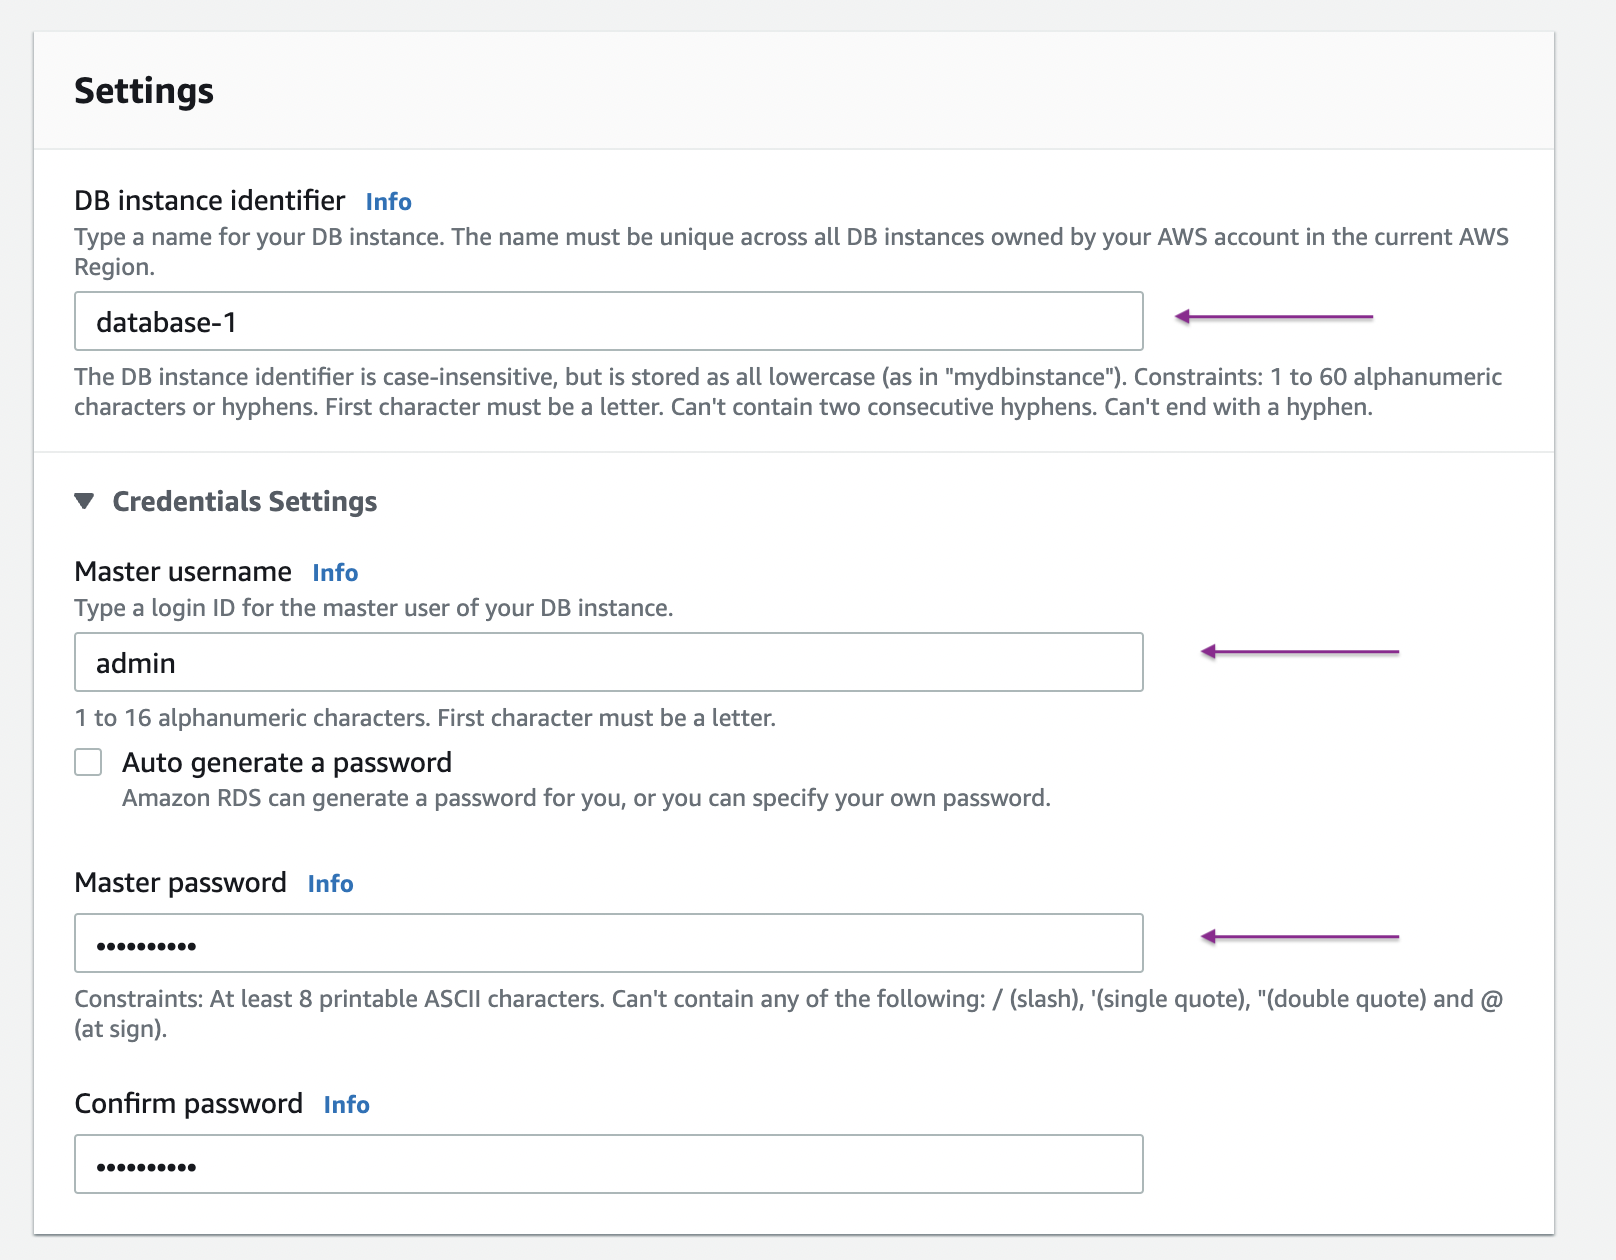 Settings
DB instance identifier Info
Type a name for your DB instance. The name must be unique across all DB instances owned by your AWS account in the current AWS
Region.
database-1
The DB instance identifier is case-insensitive, but is stored as all lowercase (as in "mydbinstance"). Constraints: 1 to 60 alphanumeric
characters or hyphens. First character must be a letter. Can't contain two consecutive hyphens. Can't end with a hyphen.
▼ Credentials Settings
Master username Info
Type a login ID for the master user of your DB instance.
admin
1 to 16 alphanumeric characters. First character must be a letter.
Auto generate a password
Amazon RDS can generate a password for you, or you can specify your own password.
Master password Info
••••••••••
Constraints: At least 8 printable ASCII characters. Can't contain any of the following: / (slash), '(single quote), "(double quote) and @
(at sign).
Confirm password Info
••••••••••